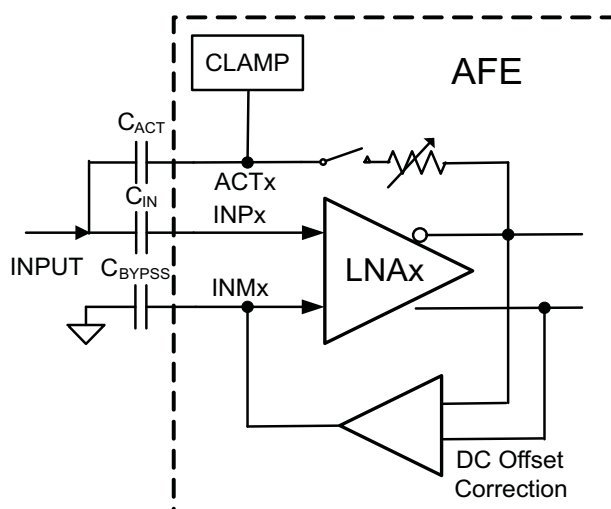 CLAMP
AFE
CACT
ACTx
CIN
INPx
INPUT
LNAx
CBYPSS
INMx
DC Offset
Correction